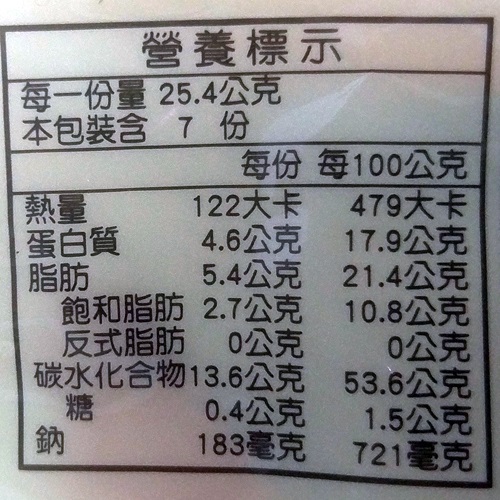 營養標示
每一份量 25.4公克
本包裝含 7 份
每份 每100公克
熱量 122大卡 479大卡
蛋白質 4.6公克 17.9公克
脂肪 5.4公克 21.4公克
飽和脂肪 2.7公克 10.8公克
反式脂肪 0公克 0公克
碳水化合物 13.6公克 53.6公克
糖 0.4公克 1.5公克
鈉 183毫克 721毫克